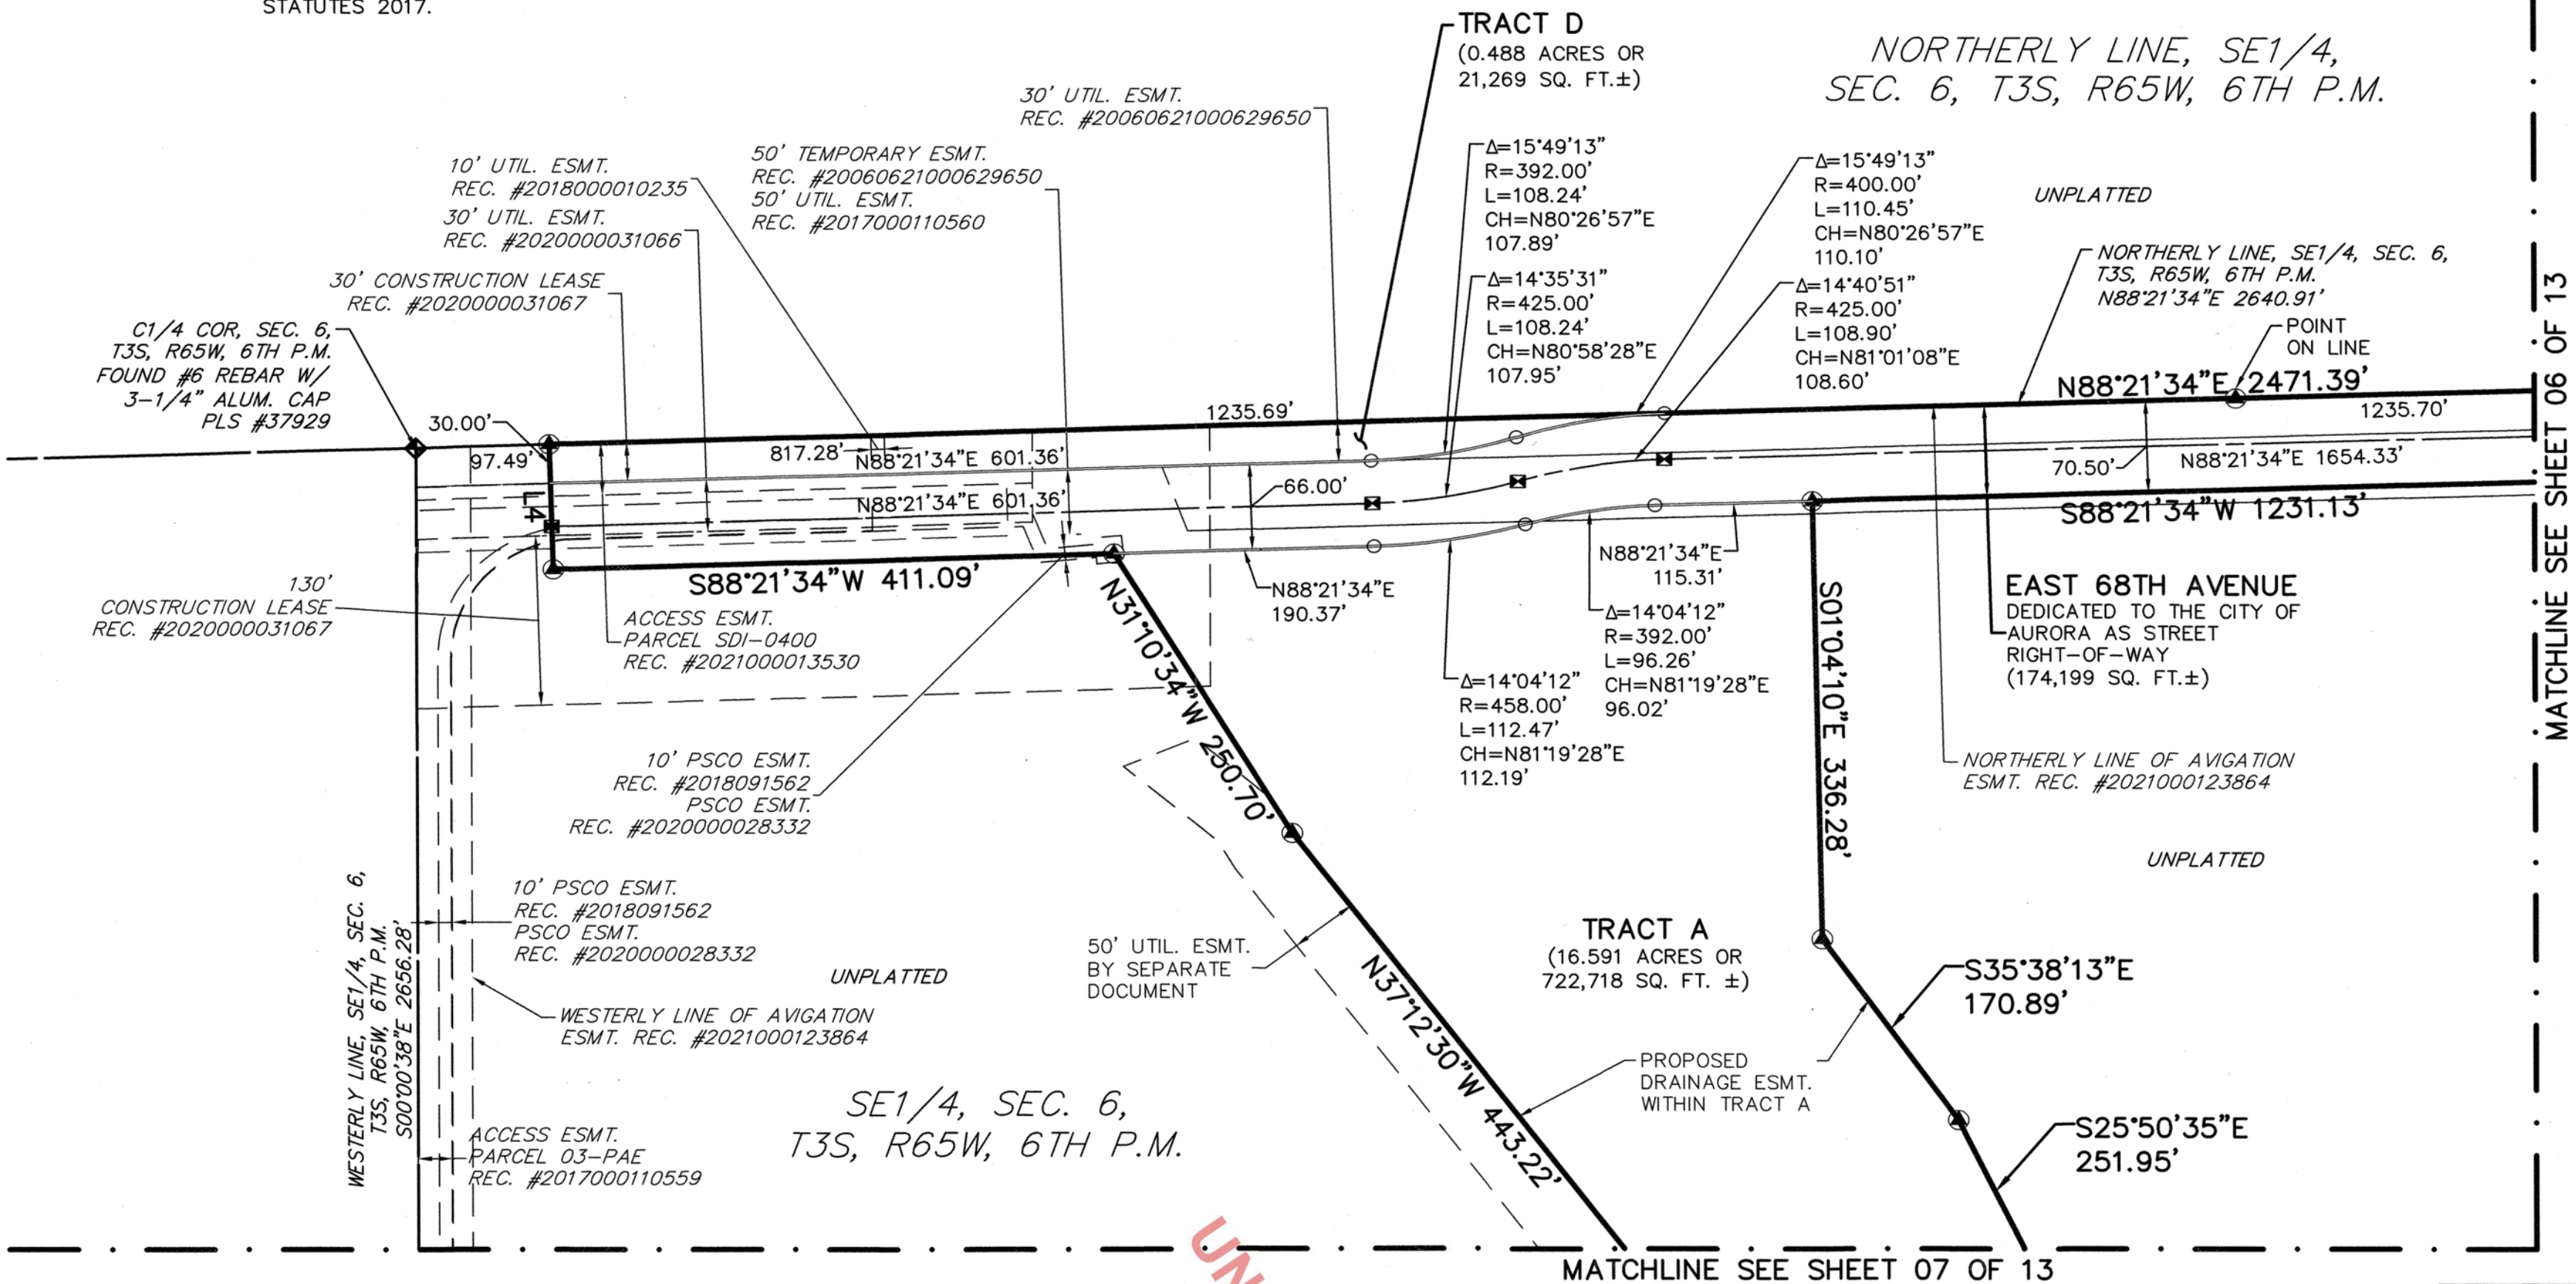 STATUTES 2017.
TRACT D
(0.488 ACRES OR
21,269 SQ. FT.±)
NORTHERLY LINE, SE1/4,
SEC. 6, T3S, R65W, 6TH P.M.
30' UTIL. ESMT.
REC. #20060621000629650
10' UTIL. ESMT.
REC. #2018000010235
30' UTIL. ESMT.
REC. #2020000031066
50' TEMPORARY ESMT.
REC. #20060621000629650
50' UTIL. ESMT.
REC. #2017000110560
Δ=15°49'13"
R=392.00'
L=108.24'
CH=N80°26'57"E
107.89'
Δ=14°35'31"
R=425.00'
L=108.24'
CH=N80°58'28"E
107.95'
Δ=15°49'13"
R=400.00'
L=110.45'
CH=N80°26'57"E
110.10'
Δ=14°40'51"
R=425.00'
L=108.90'
CH=N81°01'08"E
108.60'
UNPLATTED
NORTHERLY LINE, SE1/4, SEC. 6,
T3S, R65W, 6TH P.M.
N88°21'34"E 2640.91'
POINT
ON LINE
30' CONSTRUCTION LEASE
REC. #2020000031067
C1/4 COR, SEC. 6,
T3S, R65W, 6TH P.M.
FOUND #6 REBAR W/
3-1/4" ALUM. CAP
PLS #37929
30.00'
97.49'
L4
817.28'
1235.69'
N88°21'34"E 601.36'
N88°21'34"E 601.36'
66.00'
N88°21'34"E 2471.39'
1235.70'
70.50'
N88°21'34"E 1654.33'
S88°21'34"W 1231.13'
S88°21'34"W 411.09'
N88°21'34"E
190.37'
N88°21'34"E
115.31'
Δ=14°04'12"
R=392.00'
L=96.26'
CH=N81°19'28"E
96.02'
Δ=14°04'12"
R=458.00'
L=112.47'
CH=N81°19'28"E
112.19'
EAST 68TH AVENUE
DEDICATED TO THE CITY OF
AURORA AS STREET
RIGHT-OF-WAY
(174,199 SQ. FT.±)
MATCHLINE SEE SHEET 06 OF 13
130'
CONSTRUCTION LEASE
REC. #2020000031067
ACCESS ESMT.
PARCEL SDI-0400
REC. #2021000013530
N31°10'34"W 250.70'
S01°04'10"E 336.28'
NORTHERLY LINE OF AVIGATION
ESMT. REC. #2021000123864
10' PSCO ESMT.
REC. #2018091562
PSCO ESMT.
REC. #2020000028332
UNPLATTED
10' PSCO ESMT.
REC. #2018091562
PSCO ESMT.
REC. #2020000028332
WESTERLY LINE, SE1/4, SEC. 6,
T3S, R65W, 6TH P.M.
S00°00'38"E 2656.28'
UNPLATTED
WESTERLY LINE OF AVIGATION
ESMT. REC. #2021000123864
50' UTIL. ESMT.
BY SEPARATE
DOCUMENT
TRACT A
(16.591 ACRES OR
722,718 SQ. FT. ±)
S35°38'13"E
170.89'
N37°12'30"W 443.22'
PROPOSED
DRAINAGE ESMT.
WITHIN TRACT A
SE1/4, SEC. 6,
T3S, R65W, 6TH P.M.
S25°50'35"E
251.95'
ACCESS ESMT.
PARCEL 03-PAE
REC. #2017000110559
UN
MATCHLINE SEE SHEET 07 OF 13